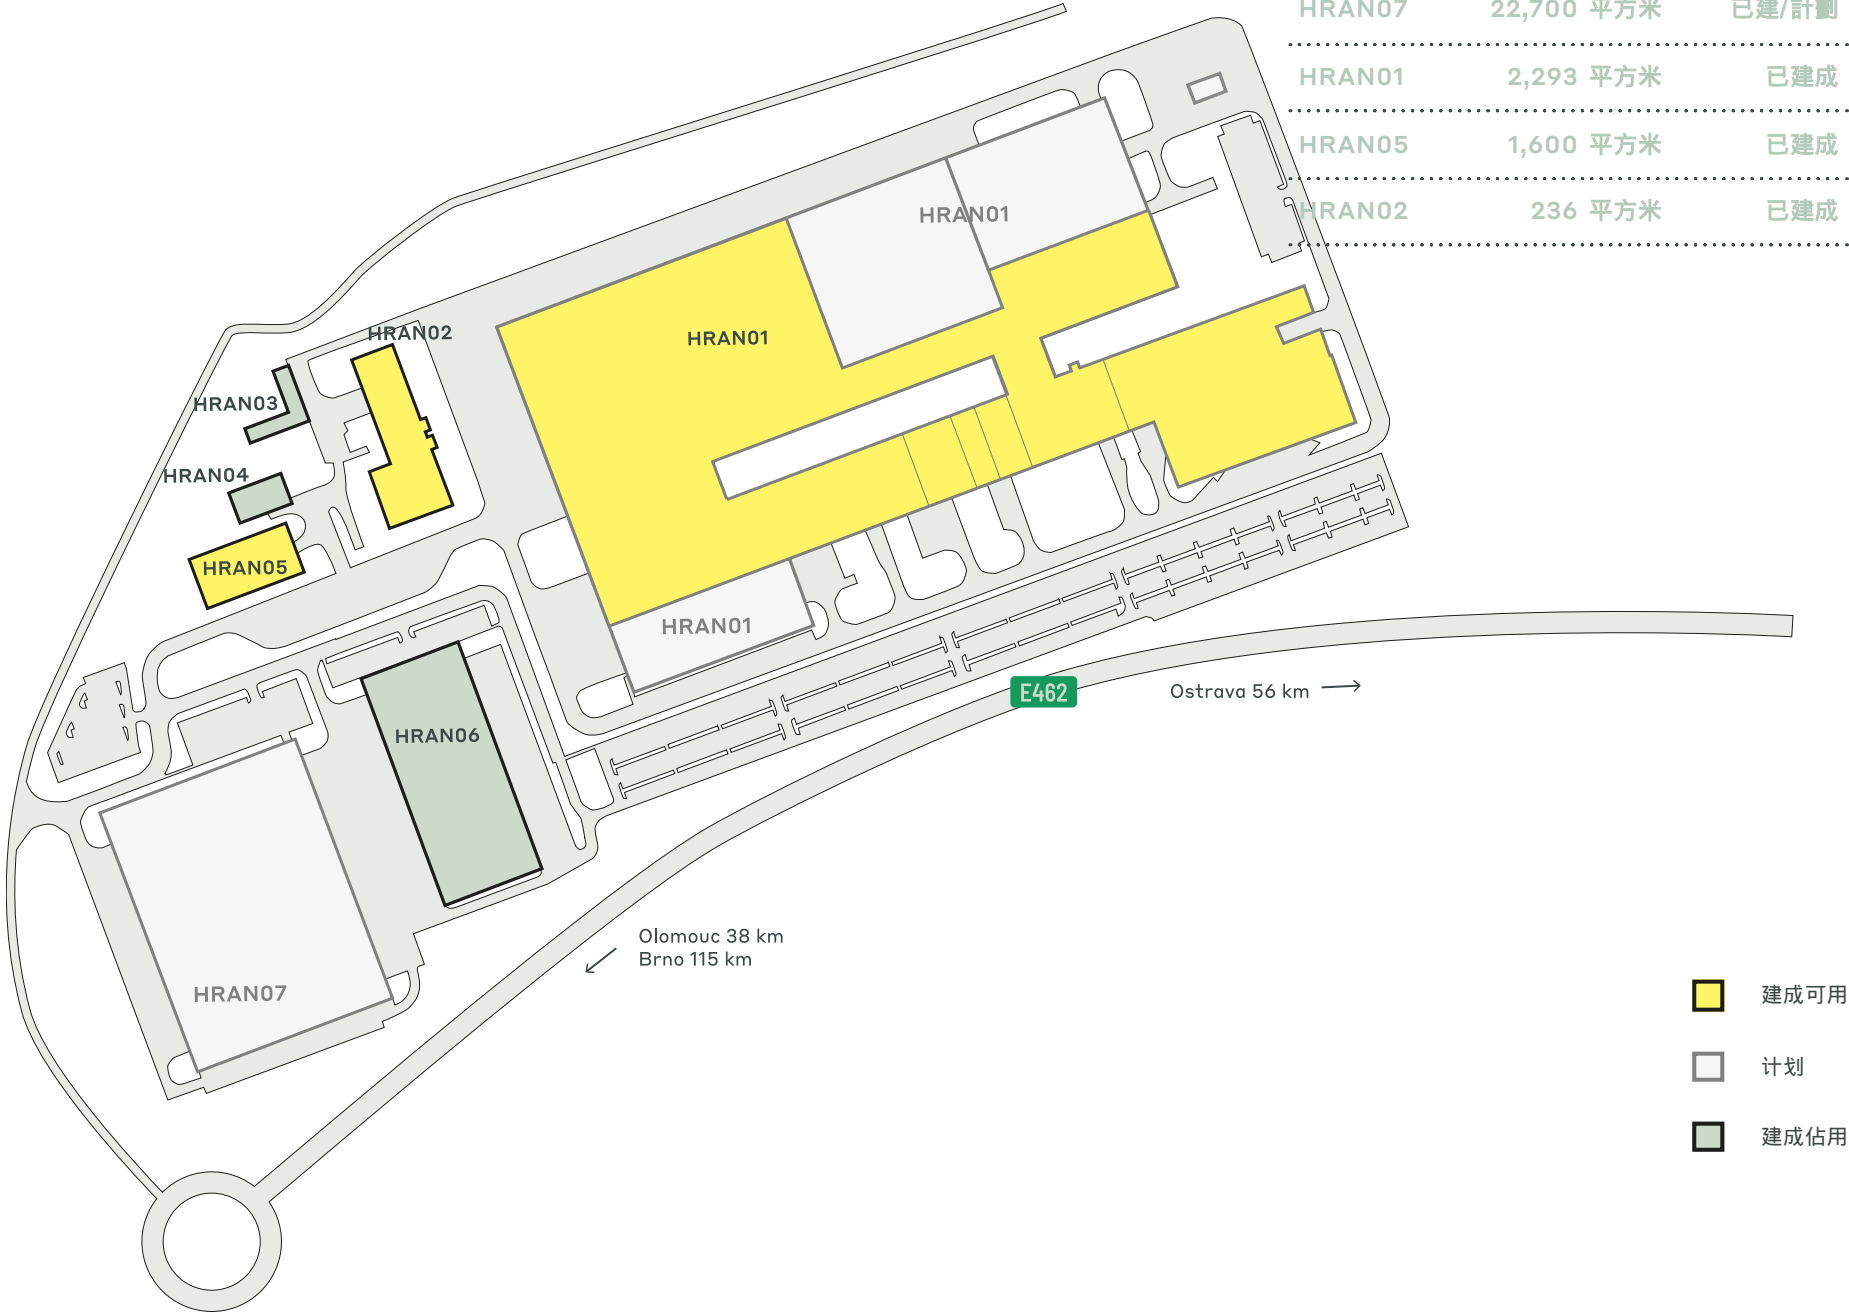 HRAN07 22,700 平方米 已建/計劃
HRAN01 2,293 平方米 已建成
HRAN05 1,600 平方米 已建成
HRAN02 236 平方米 已建成
HRAN01
HRAN01
HRAN02
HRAN03
HRAN04
HRAN05
HRAN01
HRAN06
E462
Ostrava 56 km
Olomouc 38 km
Brno 115 km
HRAN07
建成可用
计划
建成佔用